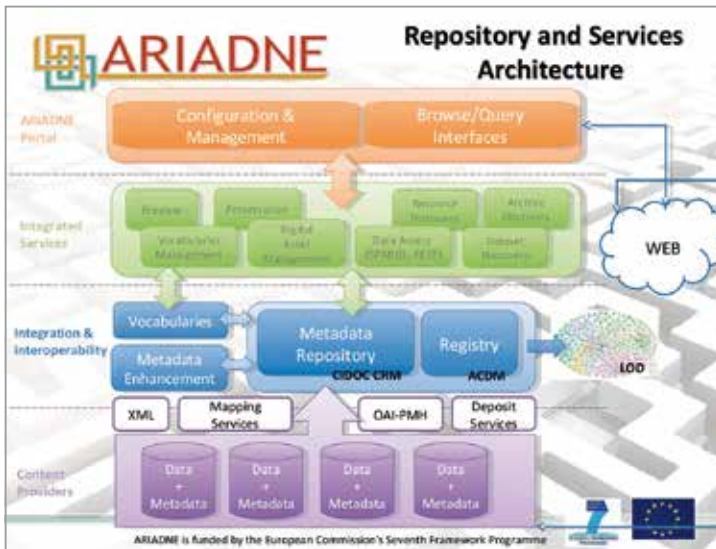 ARIADNE
Repository and Services
Architecture
ARIADNE
Portal
Configuration &
Management
Browse/Query
Interfaces
Integrated
Services
Preview
Preservation
Resource
Discovery
Archive
Vocabularies
Management
Digital
Asset
Management
Data Access
(SPARQL, REST)
Dataset
Discovery
WEB
Integration &
Interoperability
Vocabularies
Metadata
Enhancement
Metadata
Repository
CIDOC CRM
Registry
ACDM
LOD
XML
Mapping
Services
OAI-PMH
Deposit
Services
Content
Providers
Data
+
Metadata
Data
+
Metadata
Data
+
Metadata
Data
+
Metadata
ARIADNE is funded by the European Commission's Seventh Framework Programme